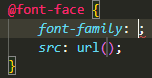 @font-face {
font-family: ;
src: url();
}